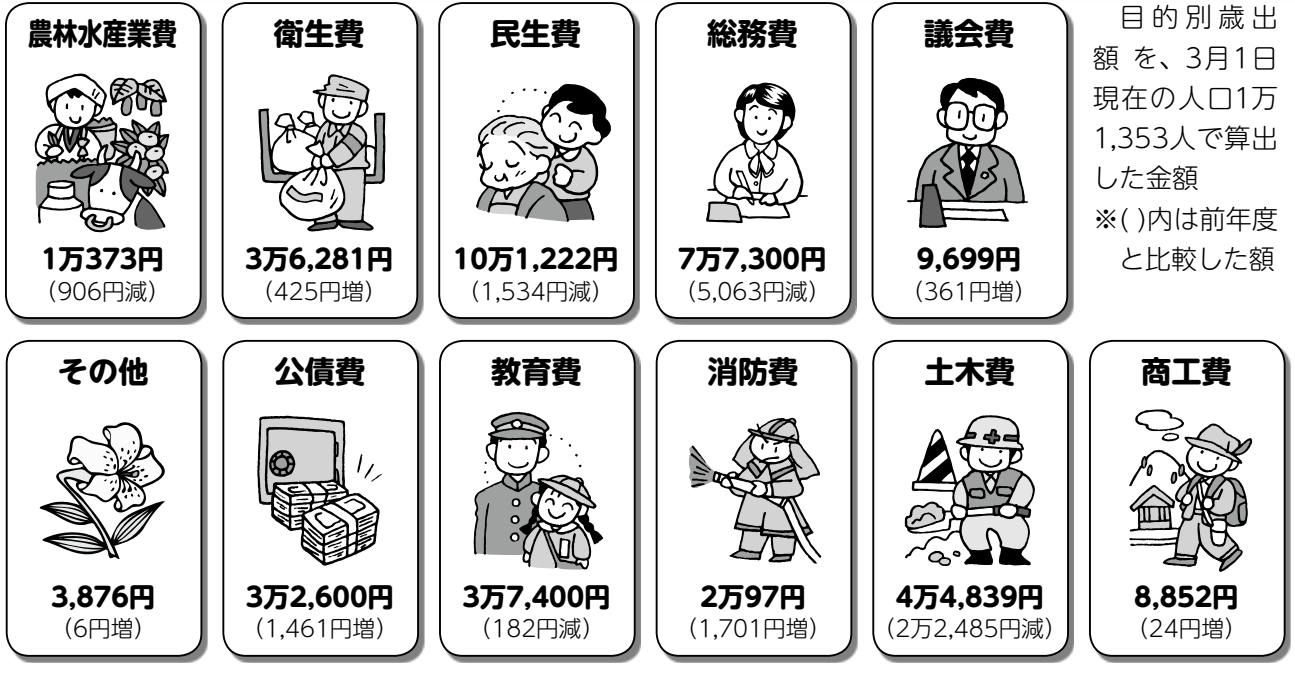 農林水産業費
1万373円
(906円減)
衛生費
3万6,281円
(425円増)
民生費
10万1,222円
(1,534円減)
総務費
7万7,300円
(5,063円減)
議会費
9,699円
(361円増)
目的別歳出
額を、3月1日
現在の人口1万
1,353人で算出
した金額
※( )内は前年度
と比較した額
その他
3,876円
(6円増)
公債費
3万2,600円
(1,461円増)
教育費
3万7,400円
(182円減)
消防費
2万97円
(1,701円増)
土木費
4万4,839円
(2万2,485円減)
商工費
8,852円
(24円増)